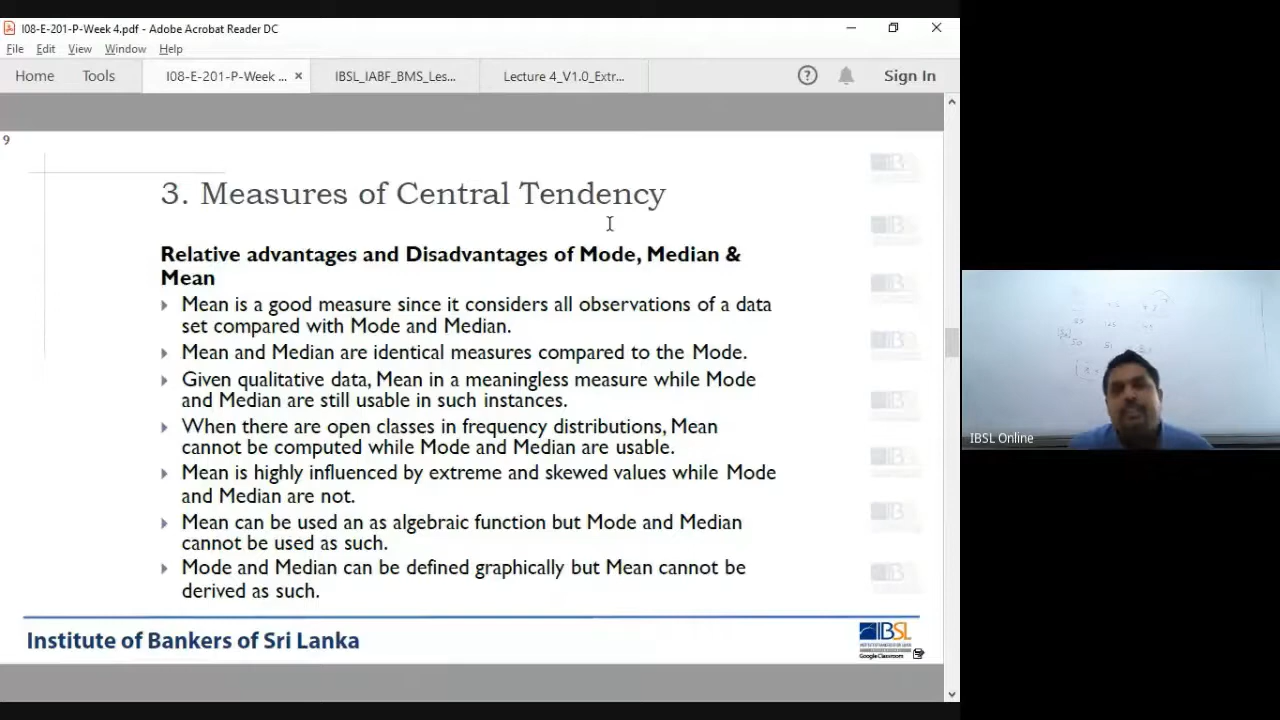 I08-E-201-P-Week 4.pdf - Adobe Acrobat Reader DC
File Edit View Window Help
Home Tools I08-E-201-P-Week ... × IBSL_IABF_BMS_Les... Lecture 4_V1.0_Extr... ? Sign In
9
3. Measures of Central Tendency
Relative advantages and Disadvantages of Mode, Median &
Mean
Mean is a good measure since it considers all observations of a data
set compared with Mode and Median.
Mean and Median are identical measures compared to the Mode.
Given qualitative data, Mean in a meaningless measure while Mode
and Median are still usable in such instances.
When there are open classes in frequency distributions, Mean
cannot be computed while Mode and Median are usable.
Mean is highly influenced by extreme and skewed values while Mode
and Median are not.
Mean can be used an as algebraic function but Mode and Median
cannot be used as such.
Mode and Median can be defined graphically but Mean cannot be
derived as such.
Institute of Bankers of Sri Lanka
IBSL
Google Classroom
IBSL Online